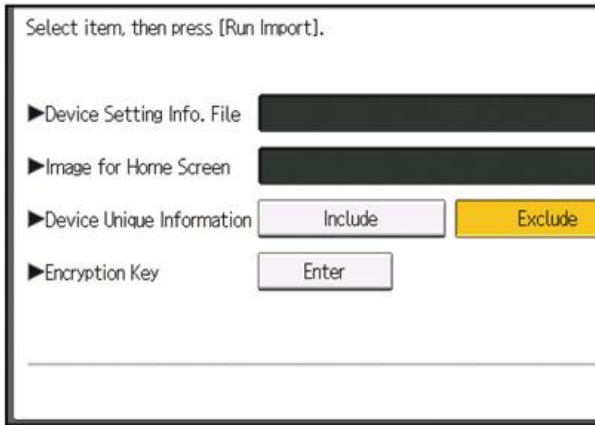 Select item, then press [Run Import].
▶Device Setting Info. File
▶Image for Home Screen
▶Device Unique Information Include Exclude
▶Encryption Key Enter